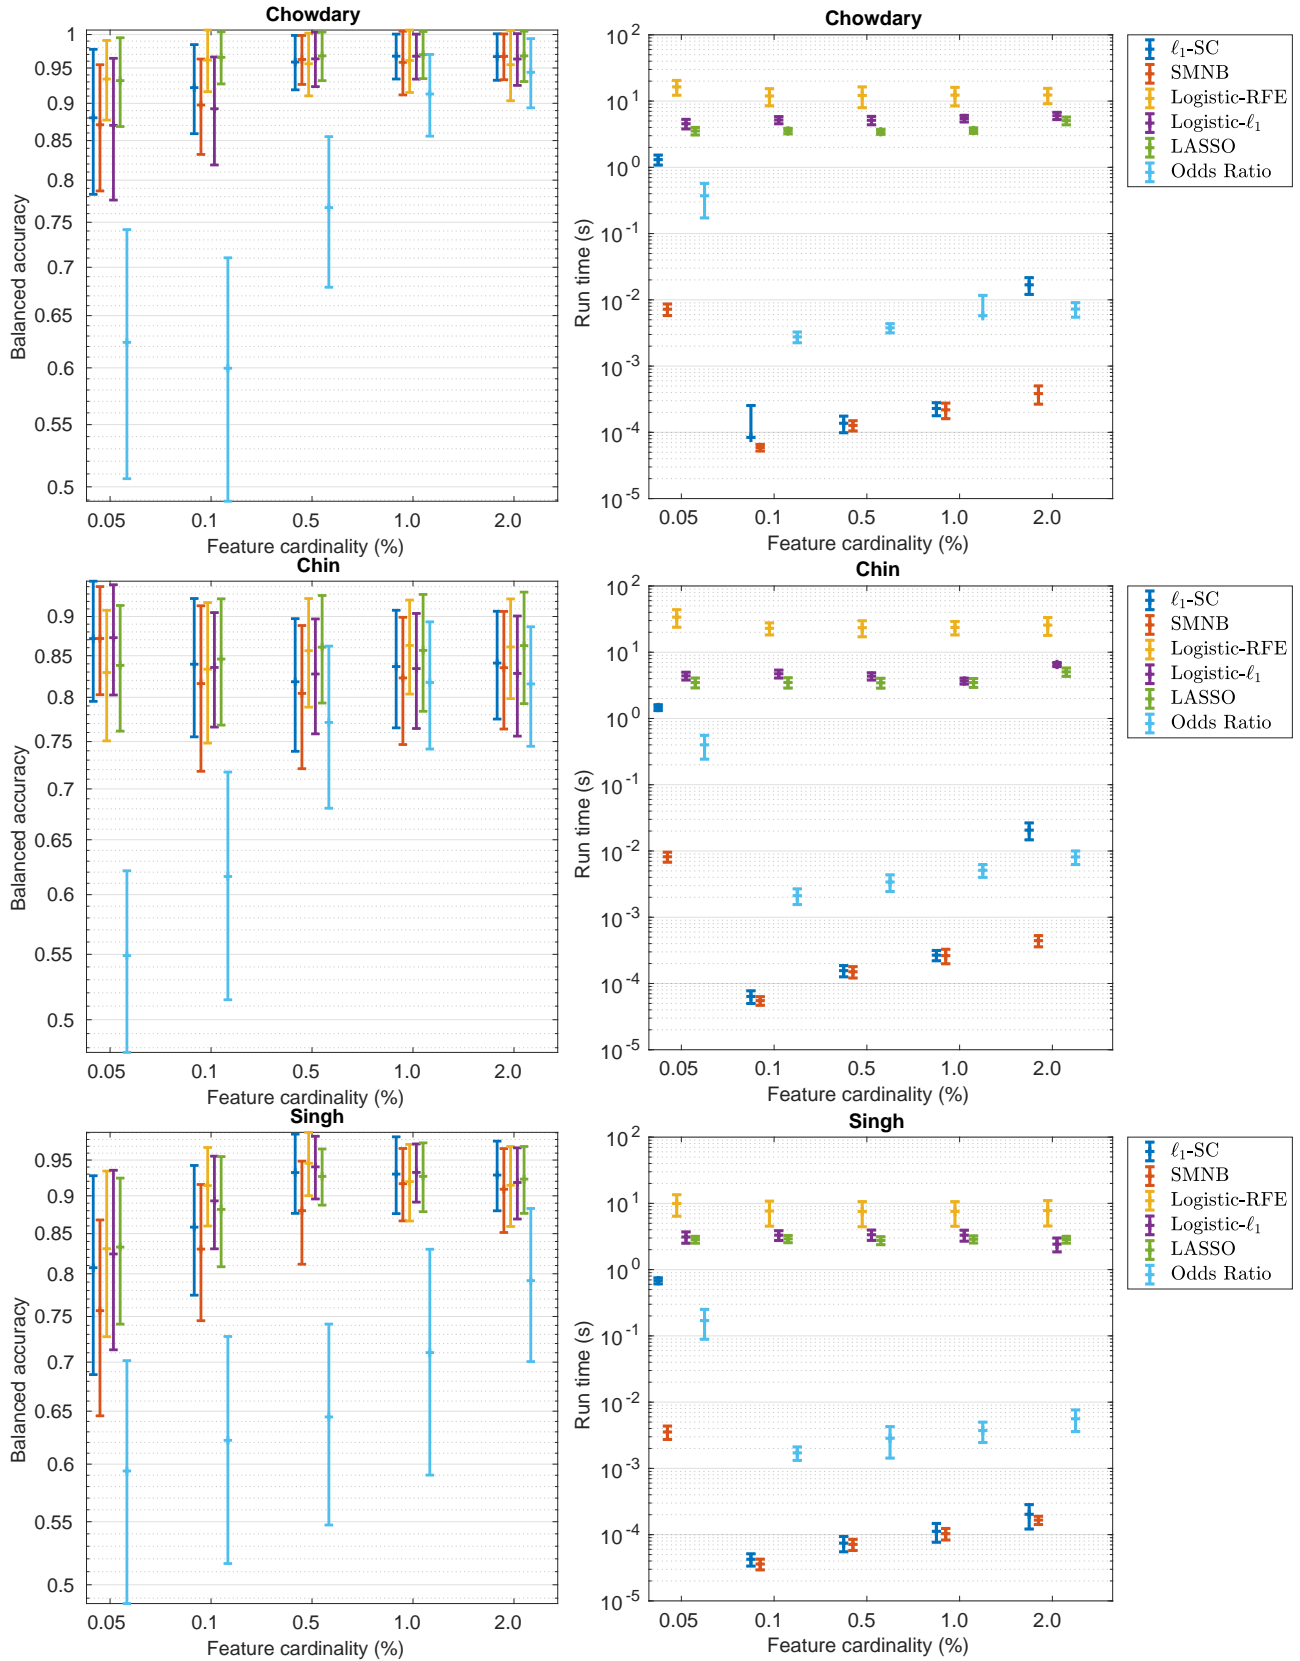 Chowdary
Balanced accuracy
1
0.95
0.9
0.85
0.8
0.75
0.7
0.65
0.6
0.55
0.5
0.05 0.1 0.5 1.0 2.0
Feature cardinality (%)
Chowdary
Run time (s)
10^2
10^1
10^0
10^-1
10^-2
10^-3
10^-4
10^-5
0.05 0.1 0.5 1.0 2.0
Feature cardinality (%)
ℓ₁-SC
SMNB
Logistic-RFE
Logistic-ℓ₁
LASSO
Odds Ratio
Chin
Balanced accuracy
0.9
0.85
0.8
0.75
0.7
0.65
0.6
0.55
0.5
0.05 0.1 0.5 1.0 2.0
Feature cardinality (%)
Chin
Run time (s)
10^2
10^1
10^0
10^-1
10^-2
10^-3
10^-4
10^-5
0.05 0.1 0.5 1.0 2.0
Feature cardinality (%)
ℓ₁-SC
SMNB
Logistic-RFE
Logistic-ℓ₁
LASSO
Odds Ratio
Singh
Balanced accuracy
0.95
0.9
0.85
0.8
0.75
0.7
0.65
0.6
0.55
0.5
0.05 0.1 0.5 1.0 2.0
Feature cardinality (%)
Singh
Run time (s)
10^2
10^1
10^0
10^-1
10^-2
10^-3
10^-4
10^-5
0.05 0.1 0.5 1.0 2.0
Feature cardinality (%)
ℓ₁-SC
SMNB
Logistic-RFE
Logistic-ℓ₁
LASSO
Odds Ratio